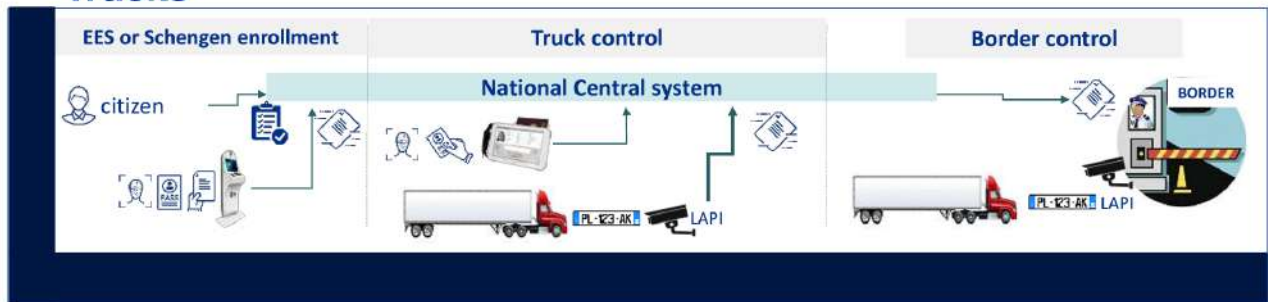 EES or Schengen enrollment
Truck control
Border control
National Central system
citizen
BORDER
PASS
PL-123-AK
LAPI
PL-123-AK
LAPI